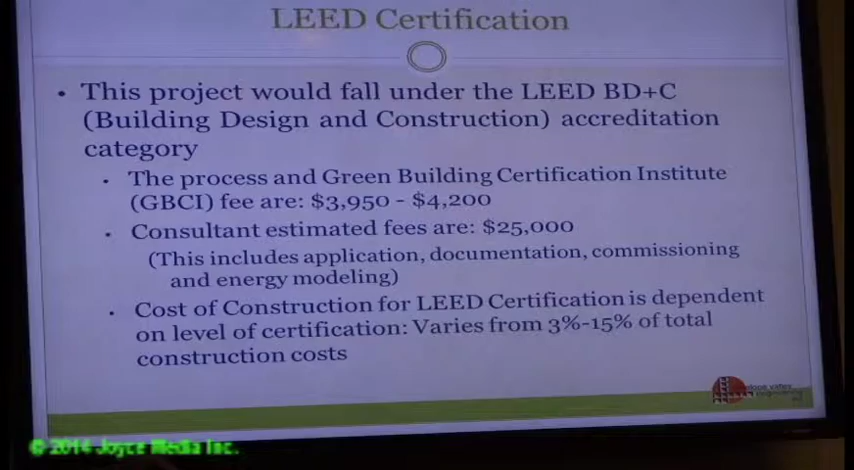 LEED Certification
• This project would fall under the LEED BD+C
(Building Design and Construction) accreditation
category
• The process and Green Building Certification Institute
(GBCI) fee are: $3,950 - $4,200
• Consultant estimated fees are: $25,000
(This includes application, documentation, commissioning
and energy modeling)
• Cost of Construction for LEED Certification is dependent
on level of certification: Varies from 3%-15% of total
construction costs
© 2014 Joyce Media Inc.